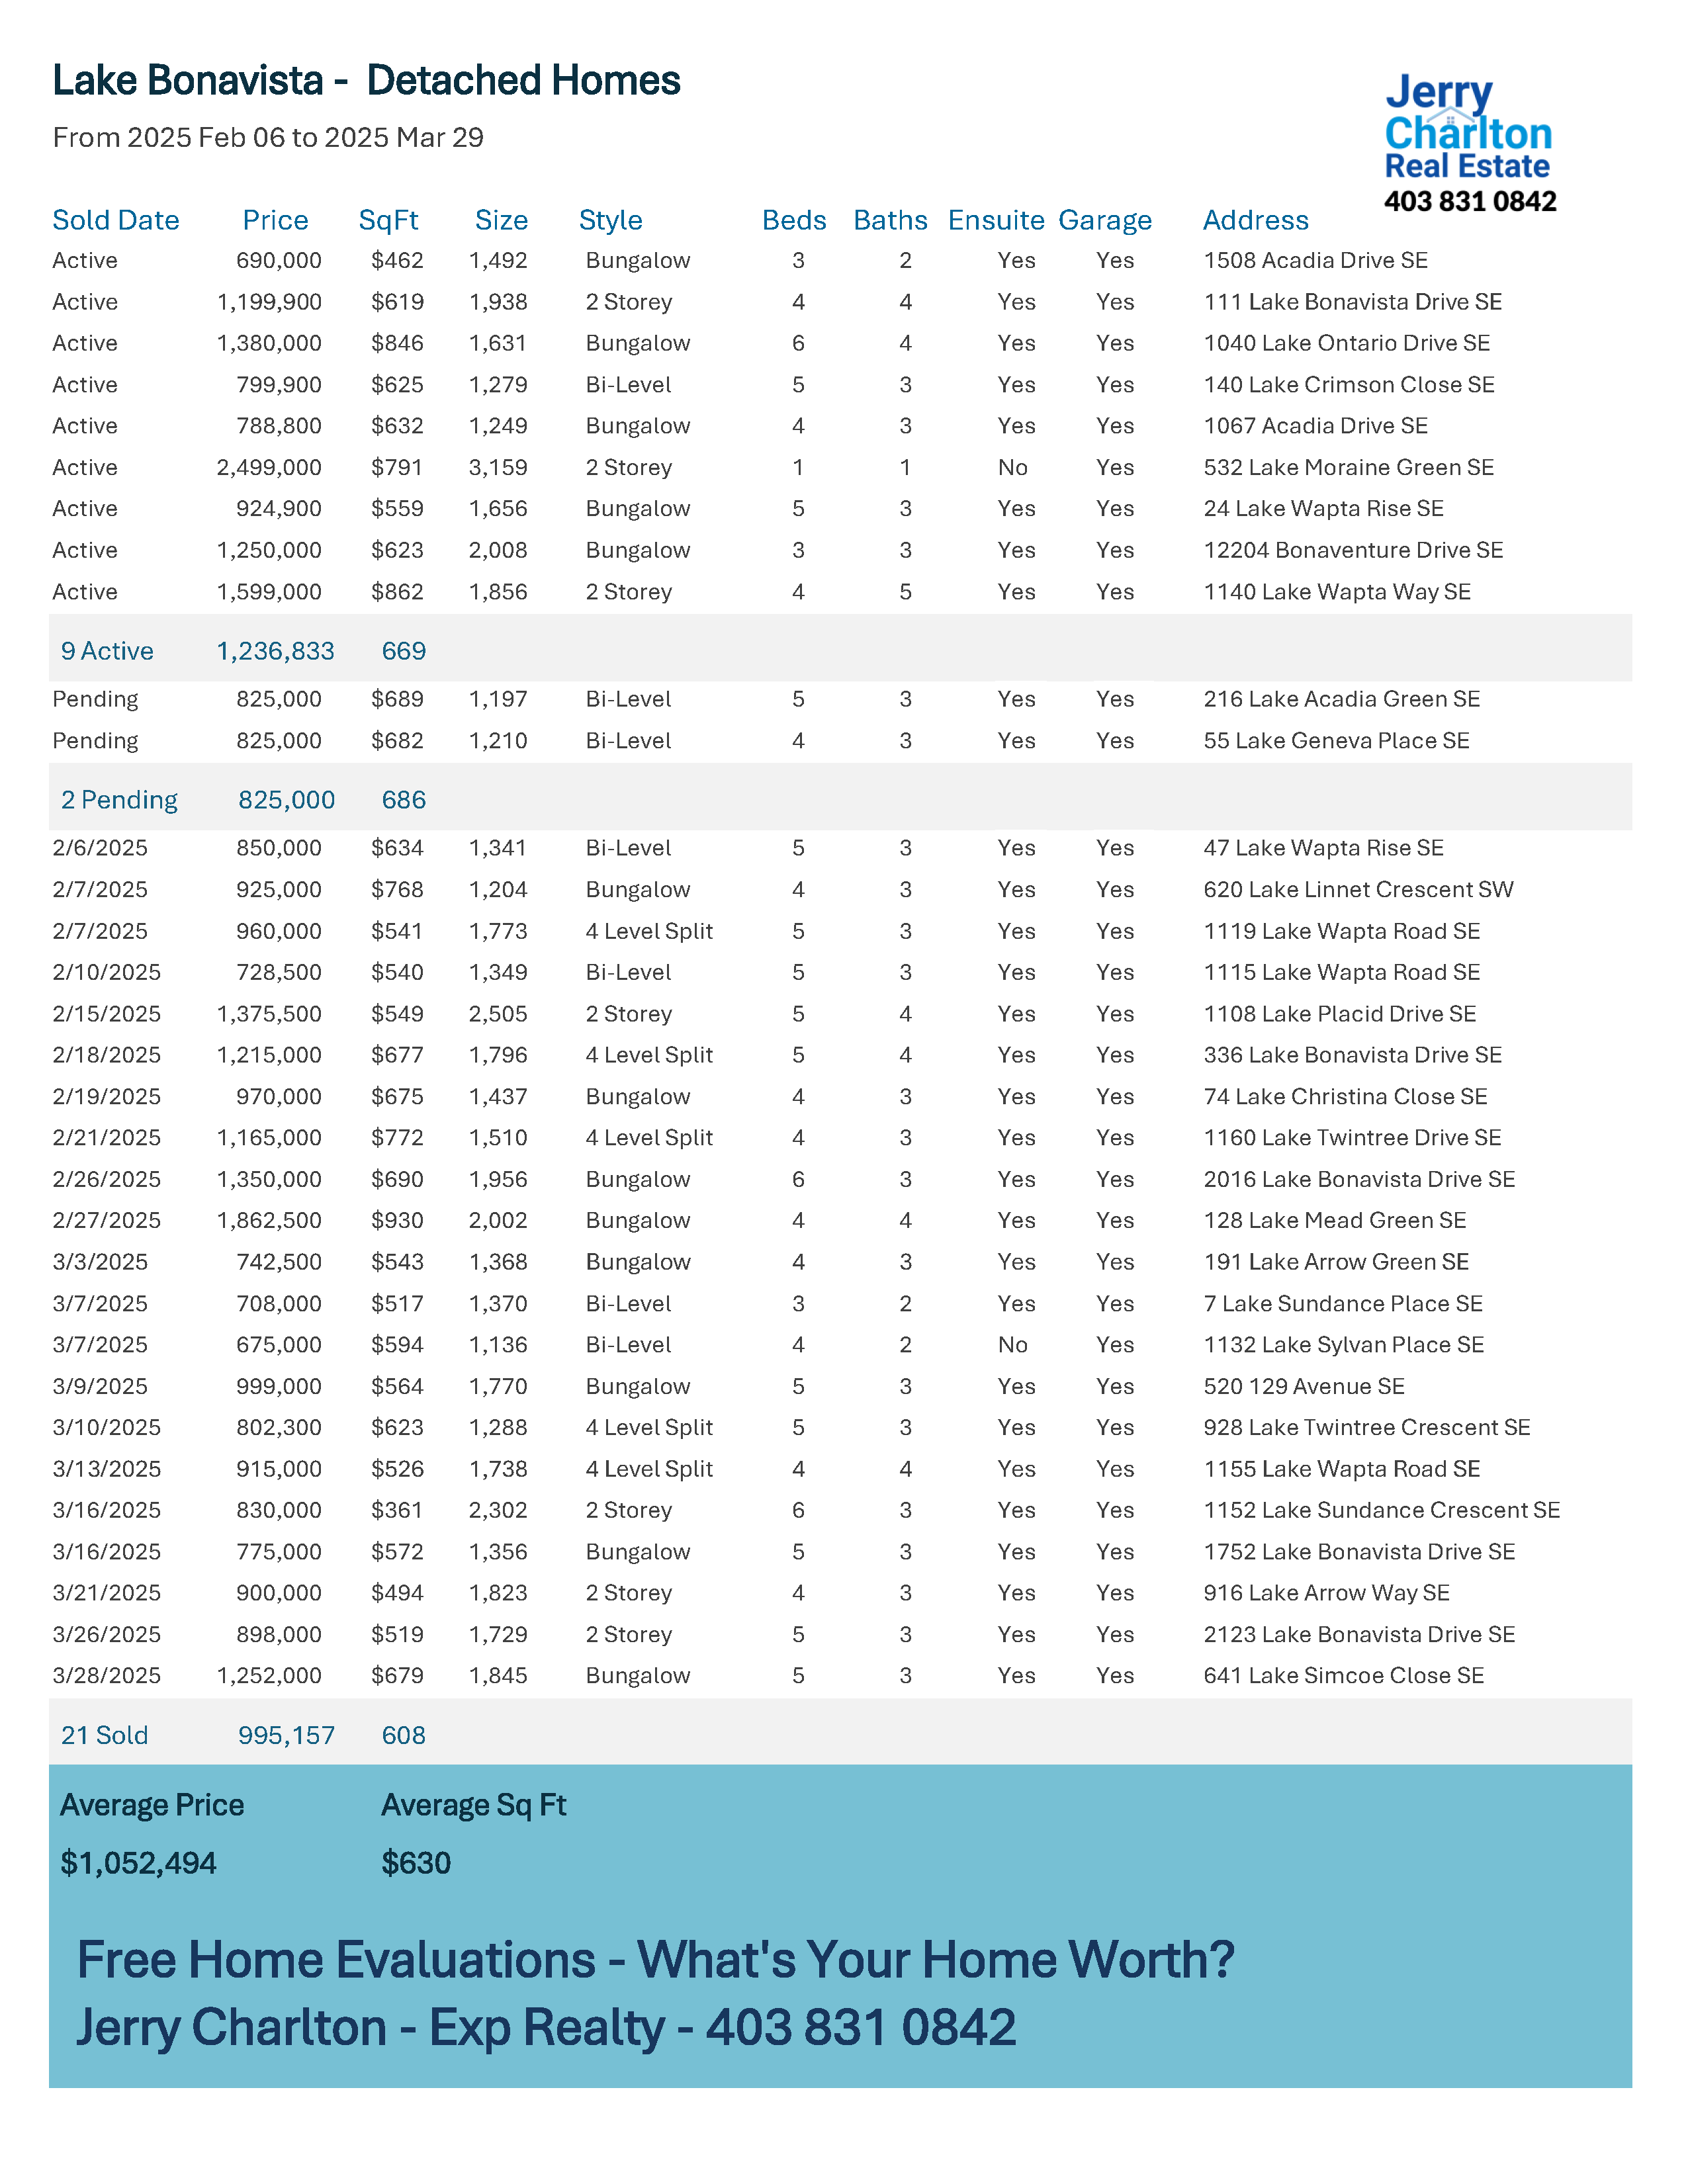 Lake Bonavista - Detached Homes
From 2025 Feb 06 to 2025 Mar 29
Jerry
Charlton
Real Estate
403 831 0842
Sold Date Price SqFt Size Style Beds Baths Ensuite Garage Address
Active 690,000 $462 1,492 Bungalow 3 2 Yes Yes 1508 Acadia Drive SE
Active 1,199,900 $619 1,938 2 Storey 4 4 Yes Yes 111 Lake Bonavista Drive SE
Active 1,380,000 $846 1,631 Bungalow 6 4 Yes Yes 1040 Lake Ontario Drive SE
Active 799,900 $625 1,279 Bi-Level 5 3 Yes Yes 140 Lake Crimson Close SE
Active 788,800 $632 1,249 Bungalow 4 3 Yes Yes 1067 Acadia Drive SE
Active 2,499,000 $791 3,159 2 Storey 1 1 No Yes 532 Lake Moraine Green SE
Active 924,900 $559 1,656 Bungalow 5 3 Yes Yes 24 Lake Wapta Rise SE
Active 1,250,000 $623 2,008 Bungalow 3 3 Yes Yes 12204 Bonaventure Drive SE
Active 1,599,000 $862 1,856 2 Storey 4 5 Yes Yes 1140 Lake Wapta Way SE
9 Active 1,236,833 669
Pending 825,000 $689 1,197 Bi-Level 5 3 Yes Yes 216 Lake Acadia Green SE
Pending 825,000 $682 1,210 Bi-Level 4 3 Yes Yes 55 Lake Geneva Place SE
2 Pending 825,000 686
2/6/2025 850,000 $634 1,341 Bi-Level 5 3 Yes Yes 47 Lake Wapta Rise SE
2/7/2025 925,000 $768 1,204 Bungalow 4 3 Yes Yes 620 Lake Linnet Crescent SW
2/7/2025 960,000 $541 1,773 4 Level Split 5 3 Yes Yes 1119 Lake Wapta Road SE
2/10/2025 728,500 $540 1,349 Bi-Level 5 3 Yes Yes 1115 Lake Wapta Road SE
2/15/2025 1,375,500 $549 2,505 2 Storey 5 4 Yes Yes 1108 Lake Placid Drive SE
2/18/2025 1,215,000 $677 1,796 4 Level Split 5 4 Yes Yes 336 Lake Bonavista Drive SE
2/19/2025 970,000 $675 1,437 Bungalow 4 3 Yes Yes 74 Lake Christina Close SE
2/21/2025 1,165,000 $772 1,510 4 Level Split 4 3 Yes Yes 1160 Lake Twintree Drive SE
2/26/2025 1,350,000 $690 1,956 Bungalow 6 3 Yes Yes 2016 Lake Bonavista Drive SE
2/27/2025 1,862,500 $930 2,002 Bungalow 4 4 Yes Yes 128 Lake Mead Green SE
3/3/2025 742,500 $543 1,368 Bungalow 4 3 Yes Yes 191 Lake Arrow Green SE
3/7/2025 708,000 $517 1,370 Bi-Level 3 2 Yes Yes 7 Lake Sundance Place SE
3/7/2025 675,000 $594 1,136 Bi-Level 4 2 No Yes 1132 Lake Sylvan Place SE
3/9/2025 999,000 $564 1,770 Bungalow 5 3 Yes Yes 520 129 Avenue SE
3/10/2025 802,300 $623 1,288 4 Level Split 5 3 Yes Yes 928 Lake Twintree Crescent SE
3/13/2025 915,000 $526 1,738 4 Level Split 4 4 Yes Yes 1155 Lake Wapta Road SE
3/16/2025 830,000 $361 2,302 2 Storey 6 3 Yes Yes 1152 Lake Sundance Crescent SE
3/16/2025 775,000 $572 1,356 Bungalow 5 3 Yes Yes 1752 Lake Bonavista Drive SE
3/21/2025 900,000 $494 1,823 2 Storey 4 3 Yes Yes 916 Lake Arrow Way SE
3/26/2025 898,000 $519 1,729 2 Storey 5 3 Yes Yes 2123 Lake Bonavista Drive SE
3/28/2025 1,252,000 $679 1,845 Bungalow 5 3 Yes Yes 641 Lake Simcoe Close SE
21 Sold 995,157 608
Average Price Average Sq Ft
$1,052,494 $630
Free Home Evaluations - What's Your Home Worth?
Jerry Charlton - Exp Realty - 403 831 0842